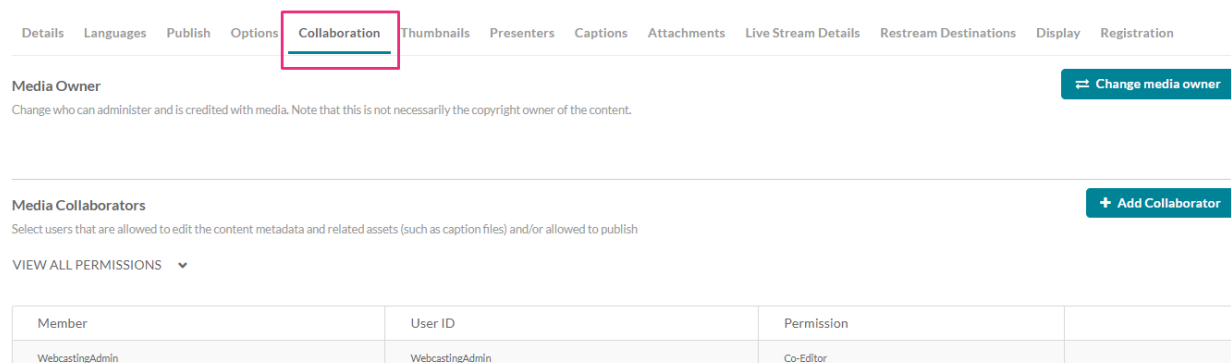 Details Languages Publish Options Collaboration Thumbnails Presenters Captions Attachments Live Stream Details Restream Destinations Display Registration
Media Owner
Change media owner
Change who can administer and is credited with media. Note that this is not necessarily the copyright owner of the content.
Media Collaborators
+ Add Collaborator
Select users that are allowed to edit the content metadata and related assets (such as caption files) and/or allowed to publish
VIEW ALL PERMISSIONS
Member User ID Permission
WebcastingAdmin WebcastingAdmin Co-Editor